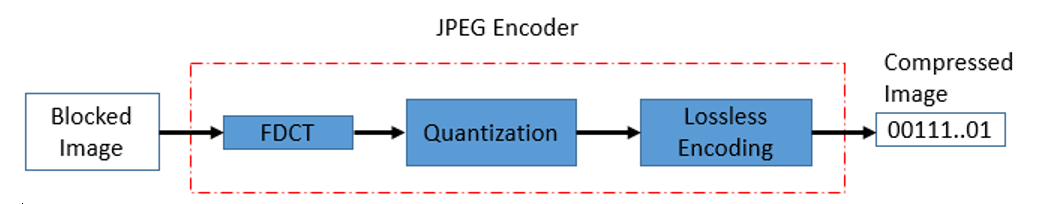 JPEG Encoder
Blocked
Image
FDCT
Quantization
Lossless
Encoding
Compressed
Image
00111..01